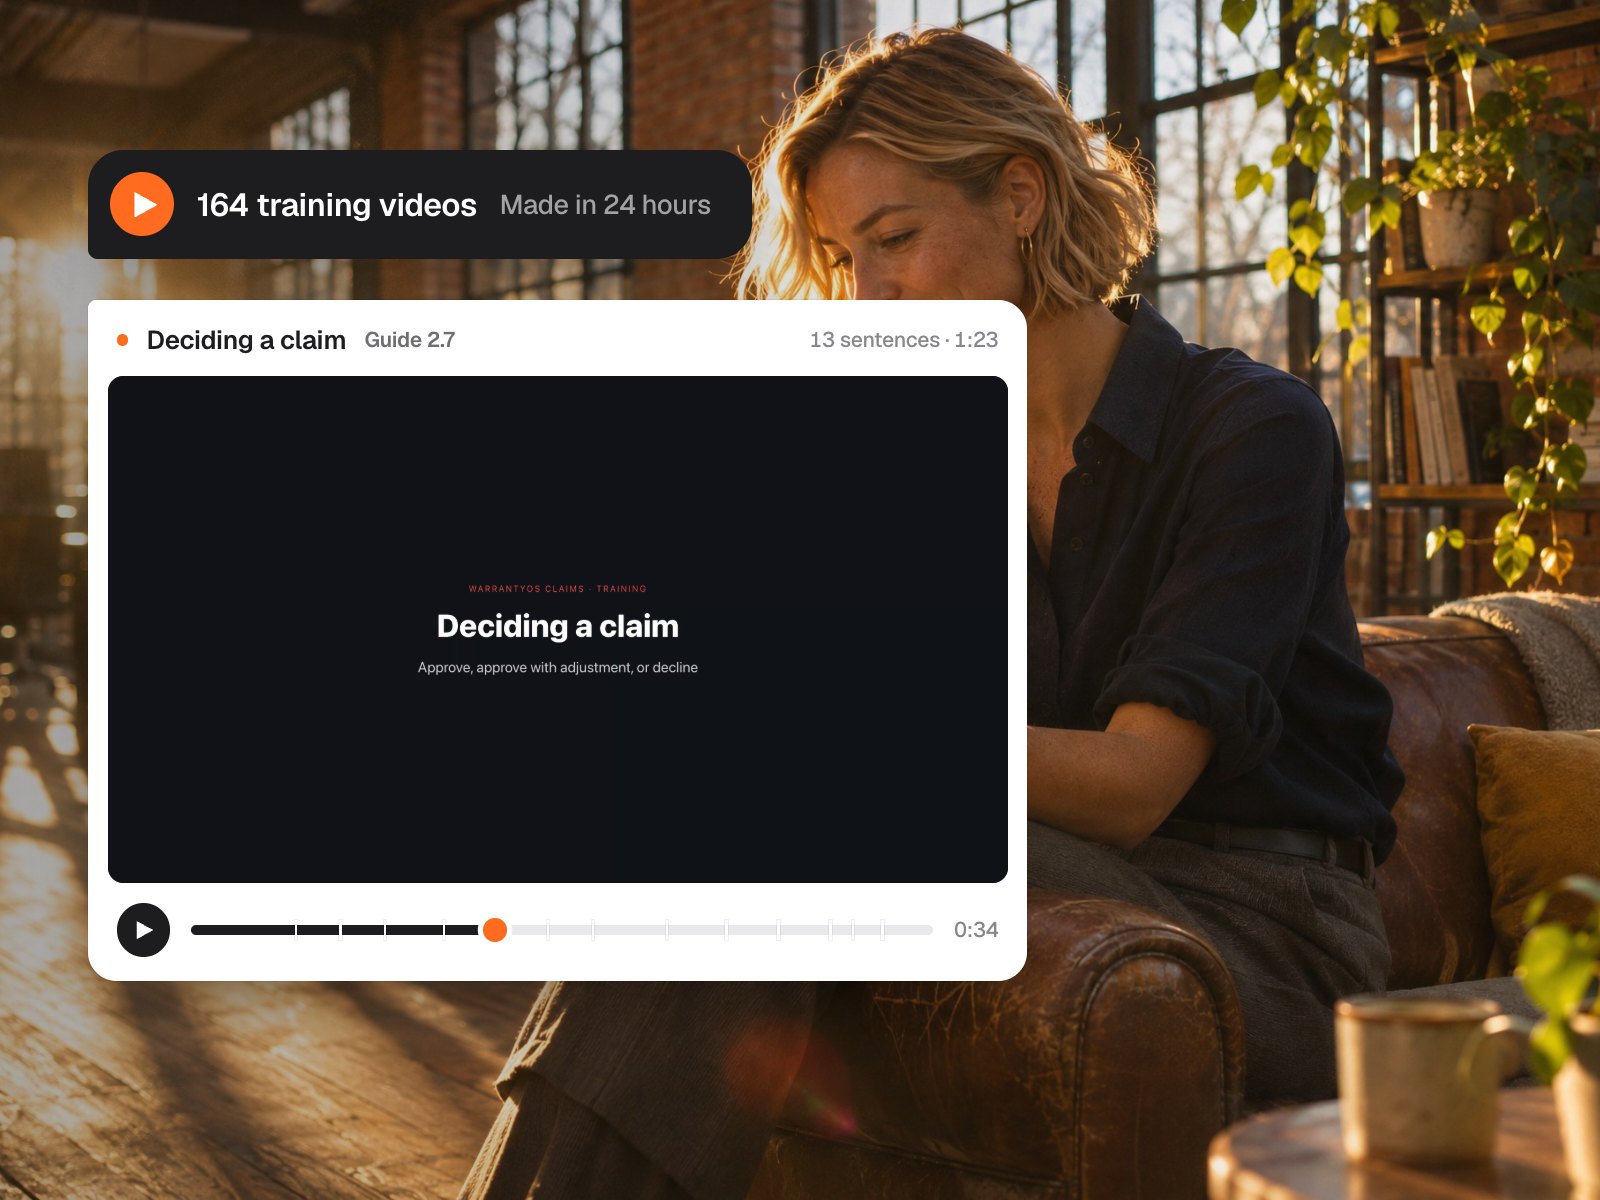 164 training videos Made in 24 hours
Deciding a claim Guide 2.7 13 sentences · 1:23
WARRANTYOS CLAIMS · TRAINING
Deciding a claim
Approve, approve with adjustment, or decline
0:34